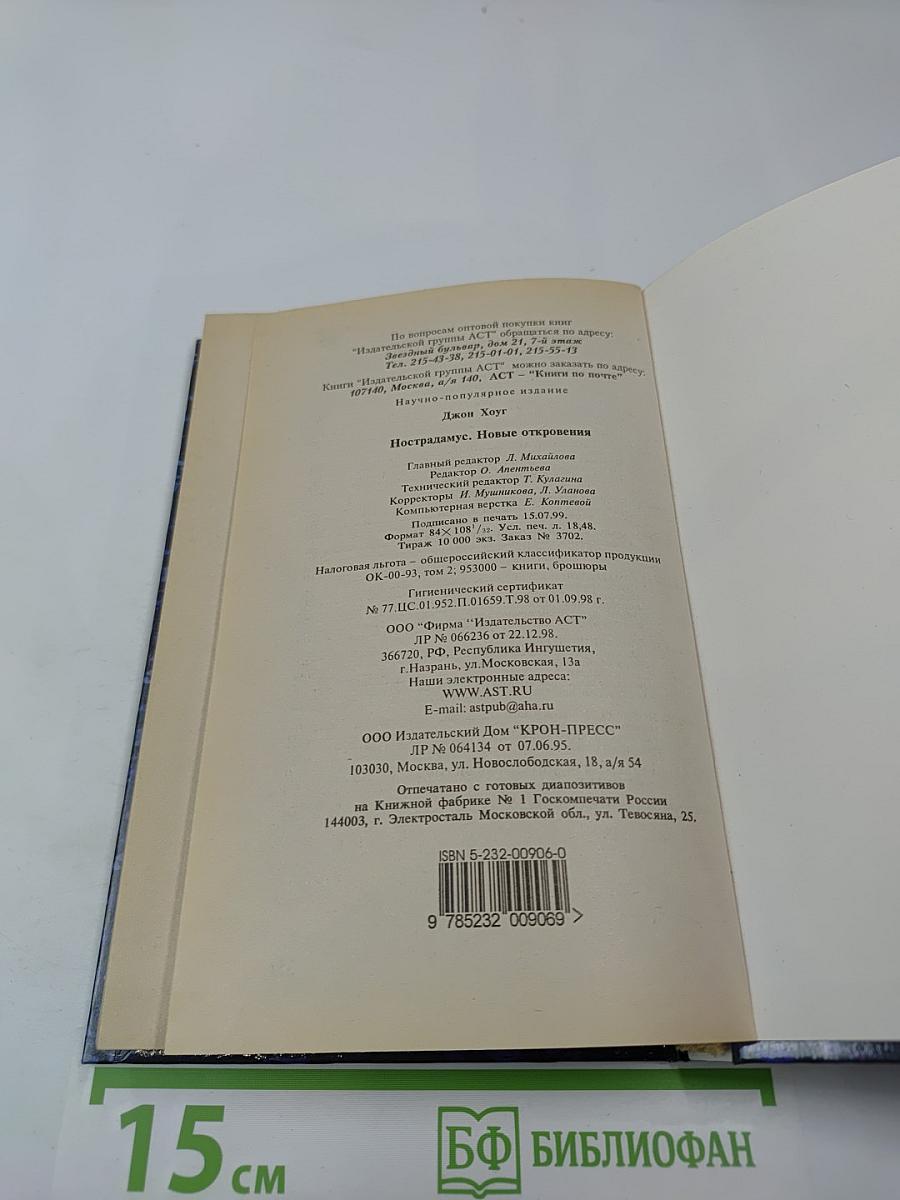 По вопросам оптовой покупки книг
"Издательской группы АСТ" обращаться по адресу:
Звездный бульвар, дом 21, 7-й этаж
Тел. 215-43-38, 215-01-01, 215-55-13
Книги "Издательской группы АСТ" можно заказать по адресу:
107140, Москва, а/я 140, АСТ – "Книги по почте"
Научно-популярное издание
Джон Хоуг
Нострадамус. Новые откровения
Главный редактор Л. Михайлова
Редактор О. Апентьева
Технический редактор Т. Кулагина
Корректоры И. Мушникова, Л. Уланова
Компьютерная верстка Е. Коптевой
Подписано в печать 15.07.99.
Формат 84×108¹/₃₂. Усл. печ. л. 18,48.
Тираж 10 000 экз. Заказ № 3702.
Налоговая льгота – общероссийский классификатор продукции
ОК-00-93, том 2; 953000 – книги, брошюры
Гигиенический сертификат
№ 77.ЦС.01.952.П.01659.Т.98 от 01.09.98 г.
ООО "Фирма "Издательство АСТ"
ЛР № 066236 от 22.12.98.
366720, РФ, Республика Ингушетия,
г.Назрань, ул.Московская, 13а
Наши электронные адреса:
WWW.AST.RU
E-mail: astpub@aha.ru
ООО Издательский Дом "КРОН-ПРЕСС"
ЛР № 064134 от 07.06.95.
103030, Москва, ул. Новослободская, 18, а/я 54
Отпечатано с готовых диапозитивов
на Книжной фабрике № 1 Госкомпечати России
144003, г. Электросталь Московской обл., ул. Тевосяна, 25.
ISBN 5-232-00906-0
9 785232 009069 >
15 см
БФ БИБЛИОФАН